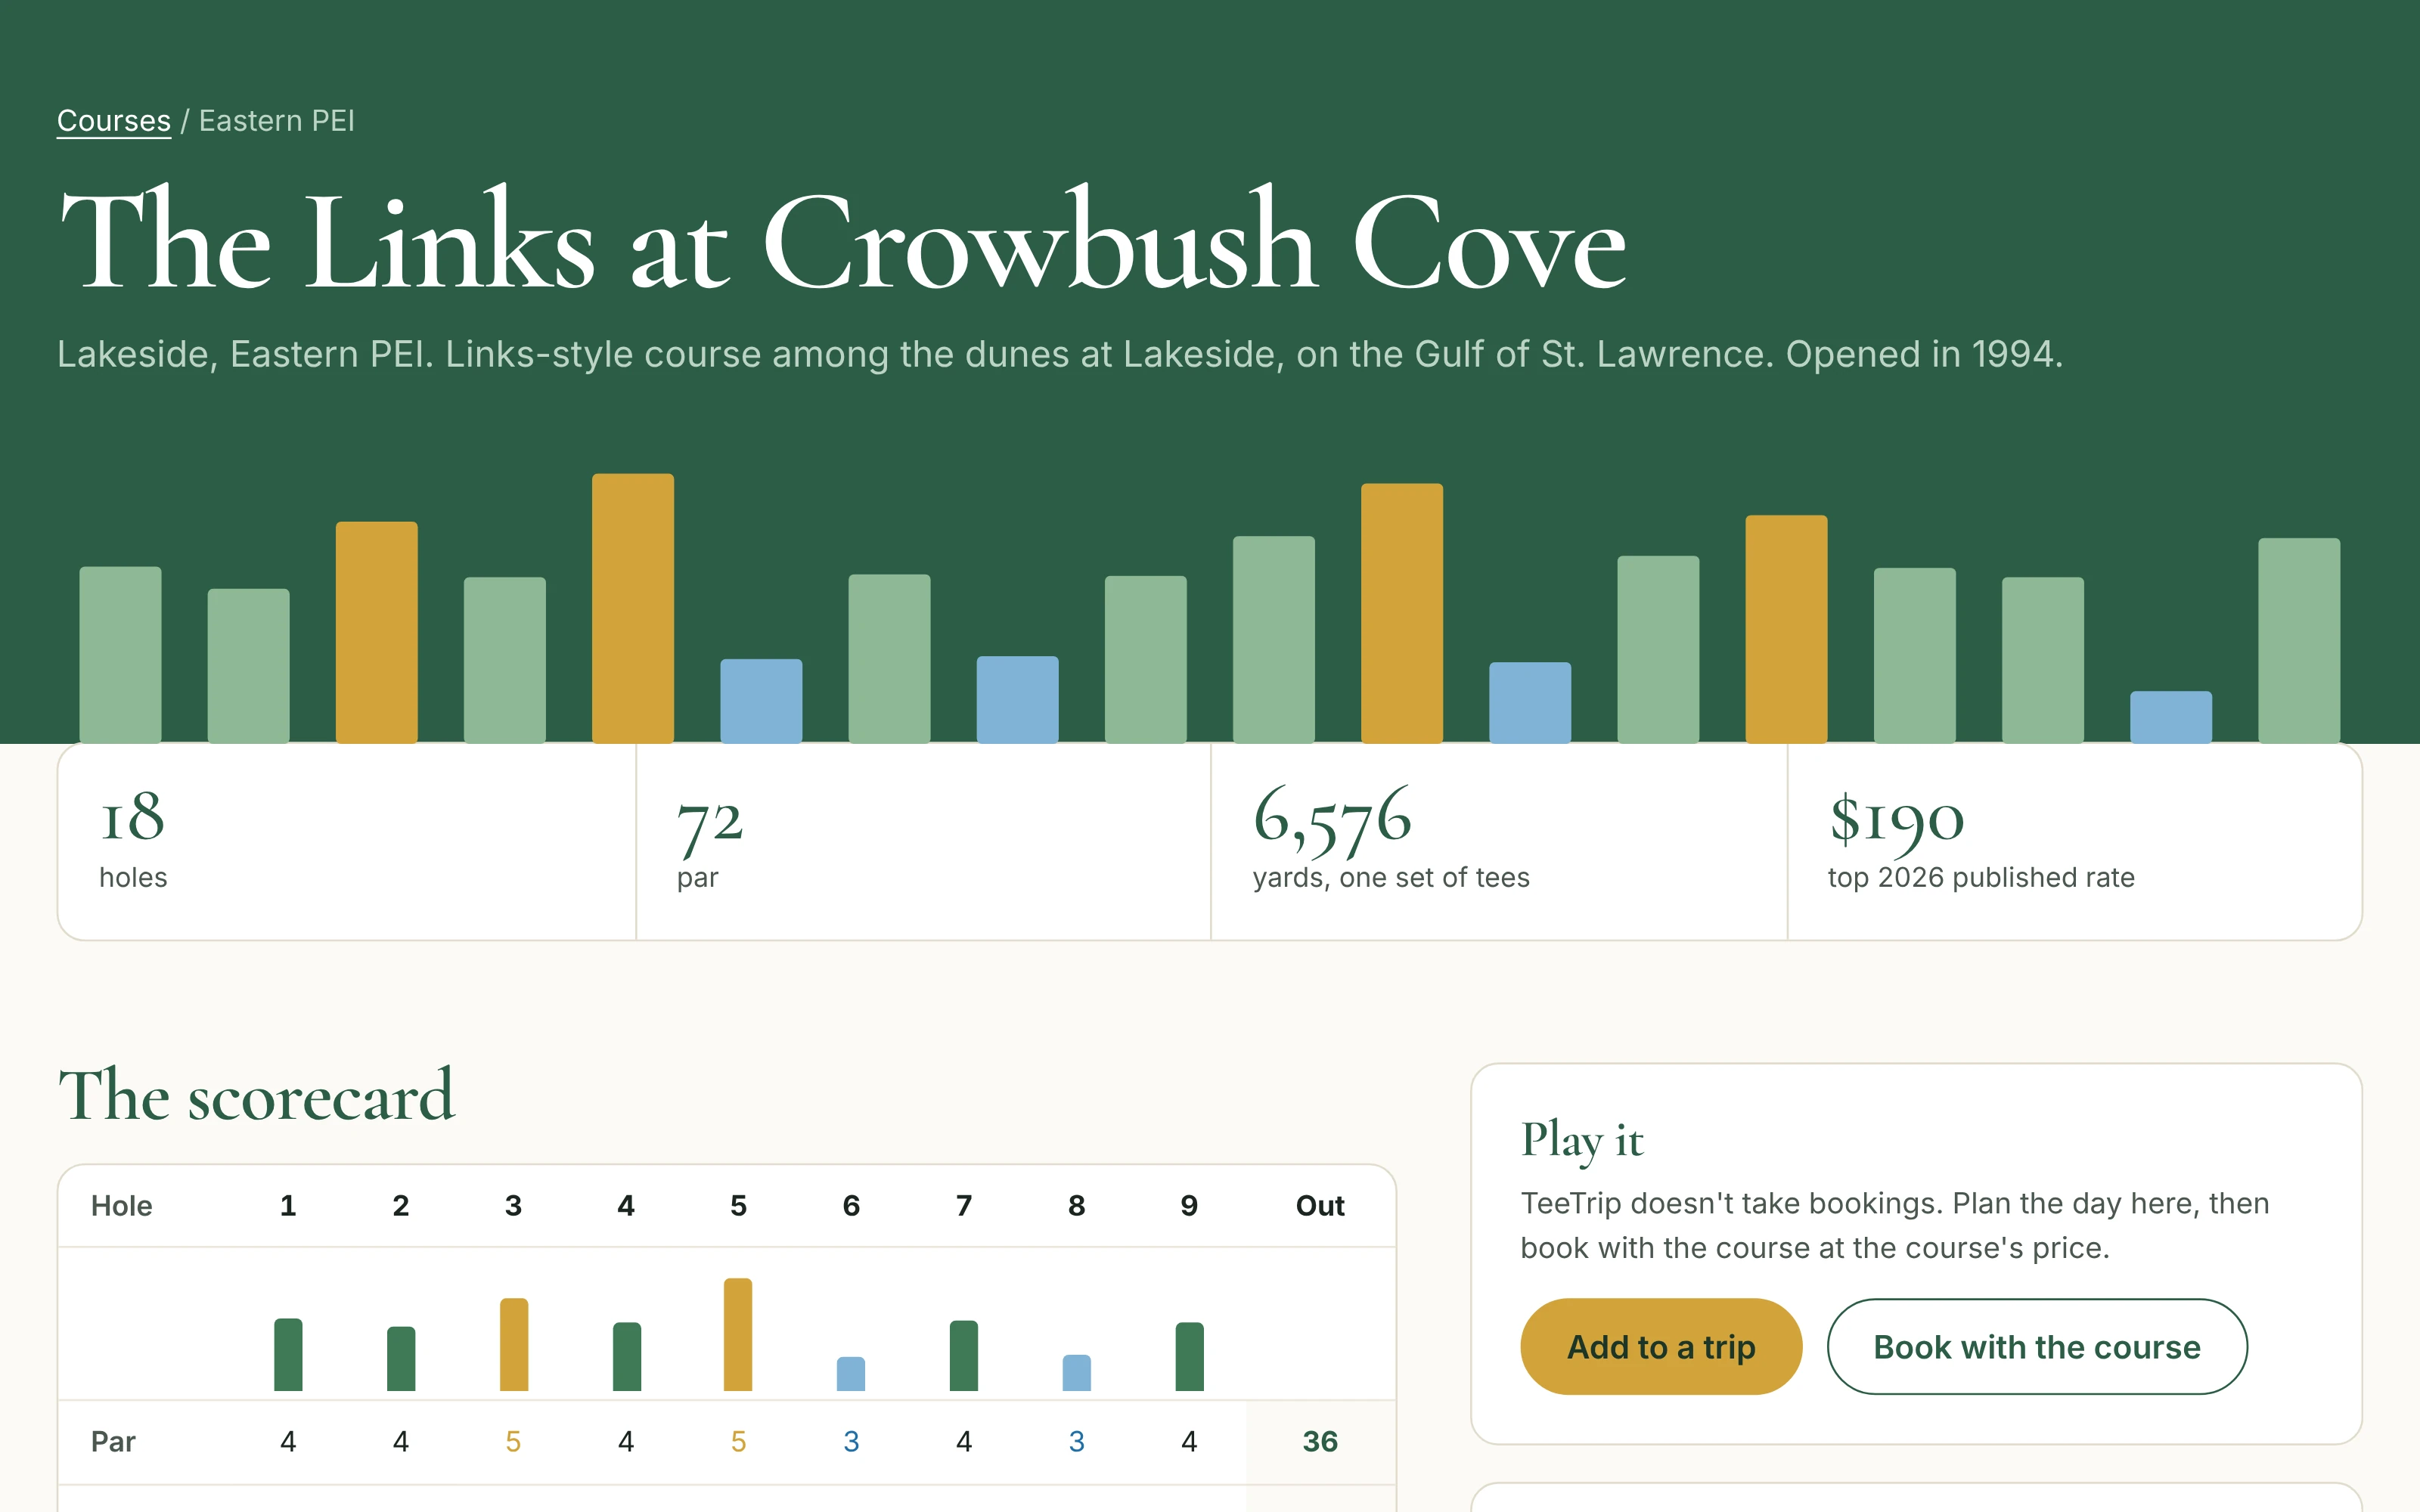 Courses / Eastern PEI
The Links at Crowbush Cove
Lakeside, Eastern PEI. Links-style course among the dunes at Lakeside, on the Gulf of St. Lawrence. Opened in 1994.
18
holes
72
par
6,576
yards, one set of tees
$190
top 2026 published rate
The scorecard
Hole 1 2 3 4 5 6 7 8 9 Out
Par 4 4 5 4 5 3 4 3 4 36
Play it
TeeTrip doesn't take bookings. Plan the day here, then
book with the course at the course's price.
Add to a trip
Book with the course